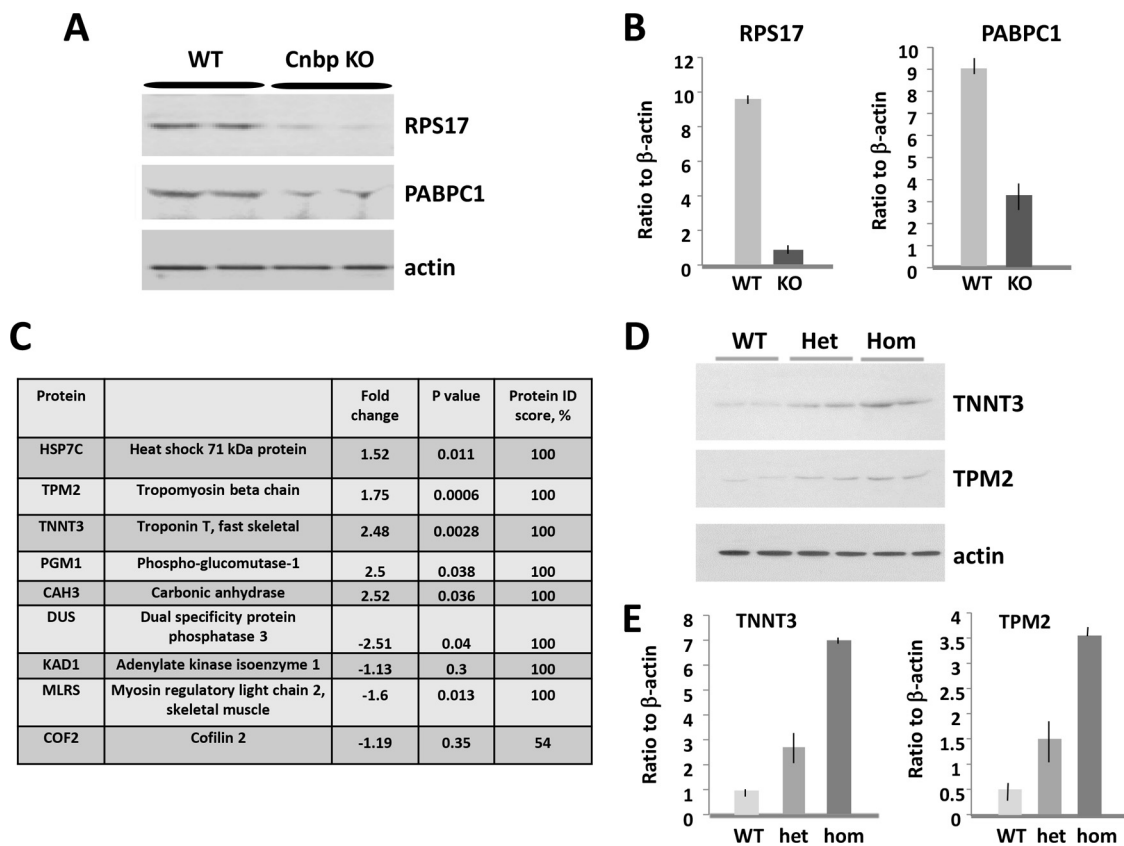 A
WT Cnbp KO
RPS17
PABPC1
actin
B
RPS17
Ratio to β-actin
12
10
8
6
4
2
0
WT KO
PABPC1
Ratio to β-actin
10
9
8
7
6
5
4
3
2
1
0
WT KO
C
Protein Fold change P value Protein ID score, %
HSP7C Heat shock 71 kDa protein 1.52 0.011 100
TPM2 Tropomyosin beta chain 1.75 0.0006 100
TNNT3 Troponin T, fast skeletal 2.48 0.0028 100
PGM1 Phospho-glucomutase-1 2.5 0.038 100
CAH3 Carbonic anhydrase 2.52 0.036 100
DUS Dual specificity protein
phosphatase 3 -2.51 0.04 100
KAD1 Adenylate kinase isoenzyme 1 -1.13 0.3 100
MLRS Myosin regulatory light chain 2,
skeletal muscle -1.6 0.013 100
COF2 Cofilin 2 -1.19 0.35 54
D
WT Het Hom
TNNT3
TPM2
actin
E
TNNT3
Ratio to β-actin
8
7
6
5
4
3
2
1
0
WT het hom
TPM2
Ratio to β-actin
4
3.5
3
2.5
2
1.5
1
0.5
0
WT het hom